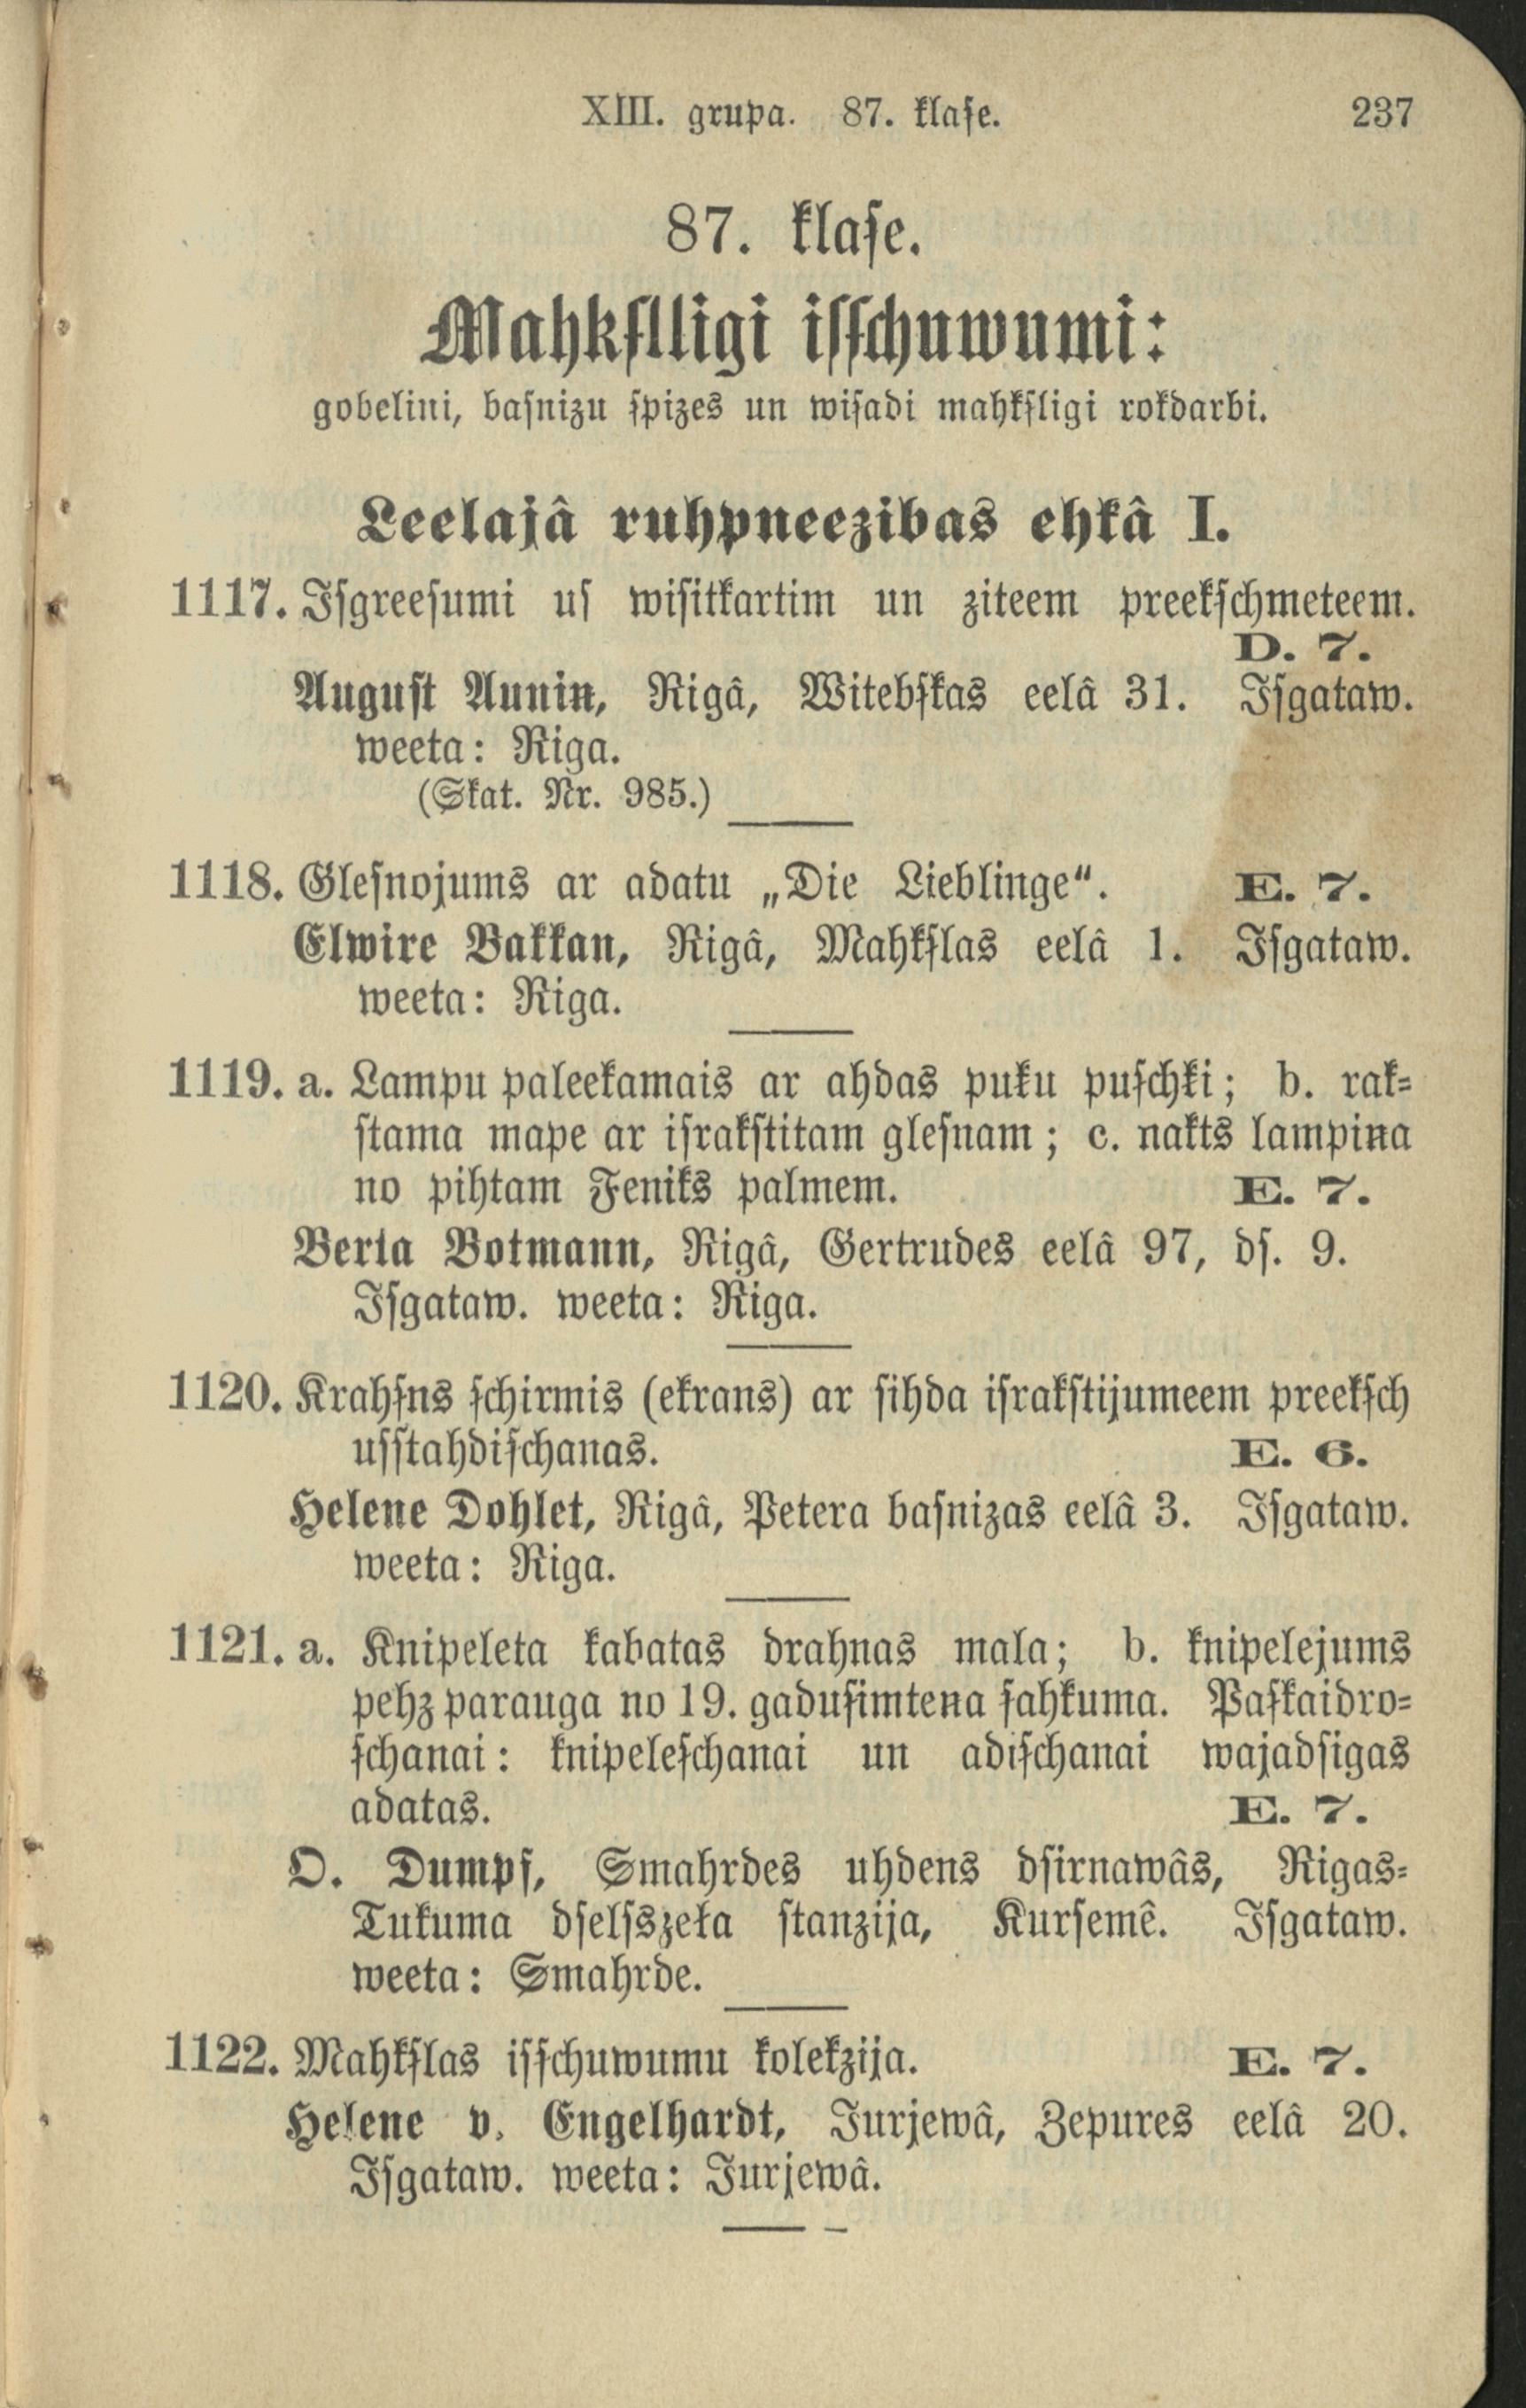 XIII. grupa. 87. klaſe. 237
87. klaſe.
Mahkſlligi isſchuwumi:
gobelini, baſnizu ſpizes un wiſadi mahkſligi rokdarbi.
Leelajâ ruhpneezibas ehkâ I.
1117. Iſgreeſumi uſ wiſitkartim un ziteem preekſchmeteem.
D. 7.
Auguſt Aunin, Rigâ, Witebſkas eelâ 31. Iſgataw.
weeta: Riga.
(Skat. Nr. 985.)
1118. Gleſnojums ar adatu „Die Lieblinge“. E. 7.
Elwire Bakkan, Rigâ, Mahkſlas eelâ 1. Iſgataw.
weeta: Riga.
1119. a. Lampu paleekamais ar ahdas puku puſchki; b. rak-
ſtama mape ar iſrakſtitam gleſnam; c. nakts lampina
no pihtam Feniks palmem. E. 7.
Berta Botmann, Rigâ, Gertrudes eelâ 97, dſ. 9.
Iſgataw. weeta: Riga.
1120. Krahſns ſchirmis (ekrans) ar ſihda iſrakſtijumeem preekſch
uſſtahdiſchanas. E. 6.
Helene Dohlet, Rigâ, Petera baſnizas eelâ 3. Iſgataw.
weeta: Riga.
1121. a. Knipeleta kabatas drahnas mala; b. knipelejums
pehz parauga no 19. gaduſimtena ſahkuma. Paſkaidro-
ſchanai: knipeleſchanai un adiſchanai wajadſigas
adatas. E. 7.
O. Dumpf, Smahrdes uhdens dſirnawâs, Rigas-
Tukuma dſelſszeła ſtanzija, Kurſemê. Iſgataw.
weeta: Smahrde.
1122. Mahkſlas iſſchuwumu kolekzija. E. 7.
Helene v. Engelhardt, Jurjewâ, Zepures eelâ 20.
Iſgataw. weeta: Jurjewâ.